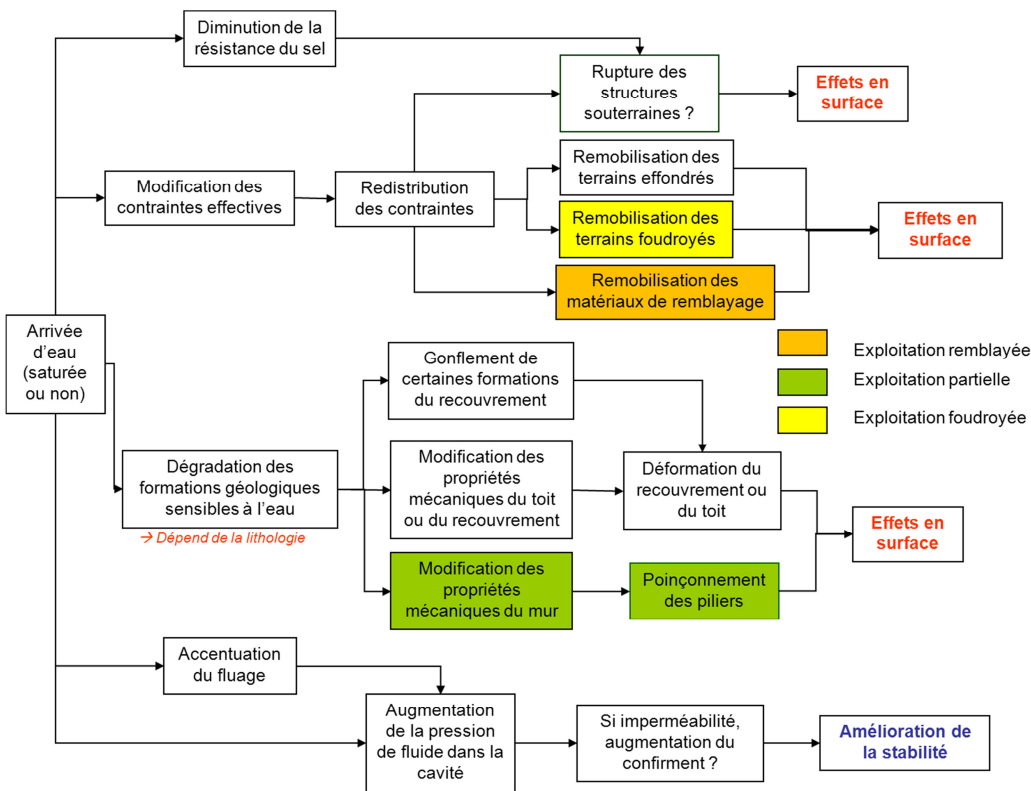 Diminution de la
résistance du sel
Rupture des
structures
souterraines ?
Effets en
surface
Modification des
contraintes effectives
Redistribution
des contraintes
Remobilisation des
terrains effondrés
Remobilisation des
terrains foudroyés
Remobilisation des
matériaux de remblayage
Effets en
surface
Arrivée
d'eau
(saturée
ou non)
Exploitation remblayée
Exploitation partielle
Exploitation foudroyée
Gonflement de
certaines formations
du recouvrement
Dégradation des
formations géologiques
sensibles à l'eau
→ Dépend de la lithologie
Modification des
propriétés
mécaniques du toit
ou du recouvrement
Déformation du
recouvrement ou
du toit
Effets en
surface
Modification des
propriétés
mécaniques du mur
Poinçonnement
des piliers
Accentuation
du fluage
Augmentation
de la pression
de fluide dans la
cavité
Si imperméabilité,
augmentation du
confirment ?
Amélioration de
la stabilité